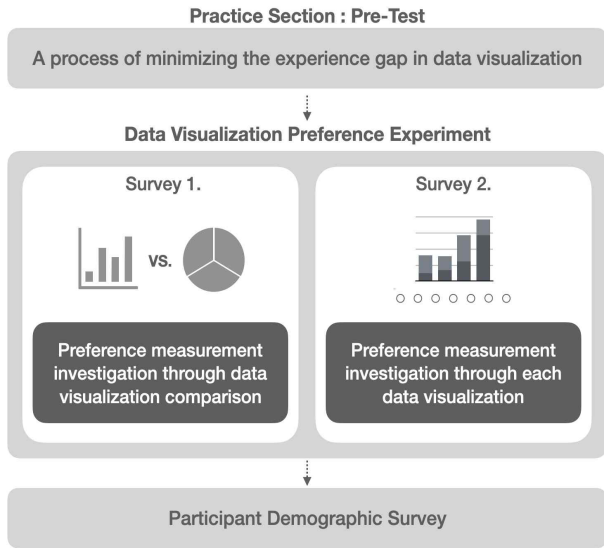 Practice Section : Pre-Test
A process of minimizing the experience gap in data visualization
Data Visualization Preference Experiment
Survey 1.
vs.
Preference measurement
investigation through data
visualization comparison
Survey 2.
Preference measurement
investigation through each
data visualization
Participant Demographic Survey